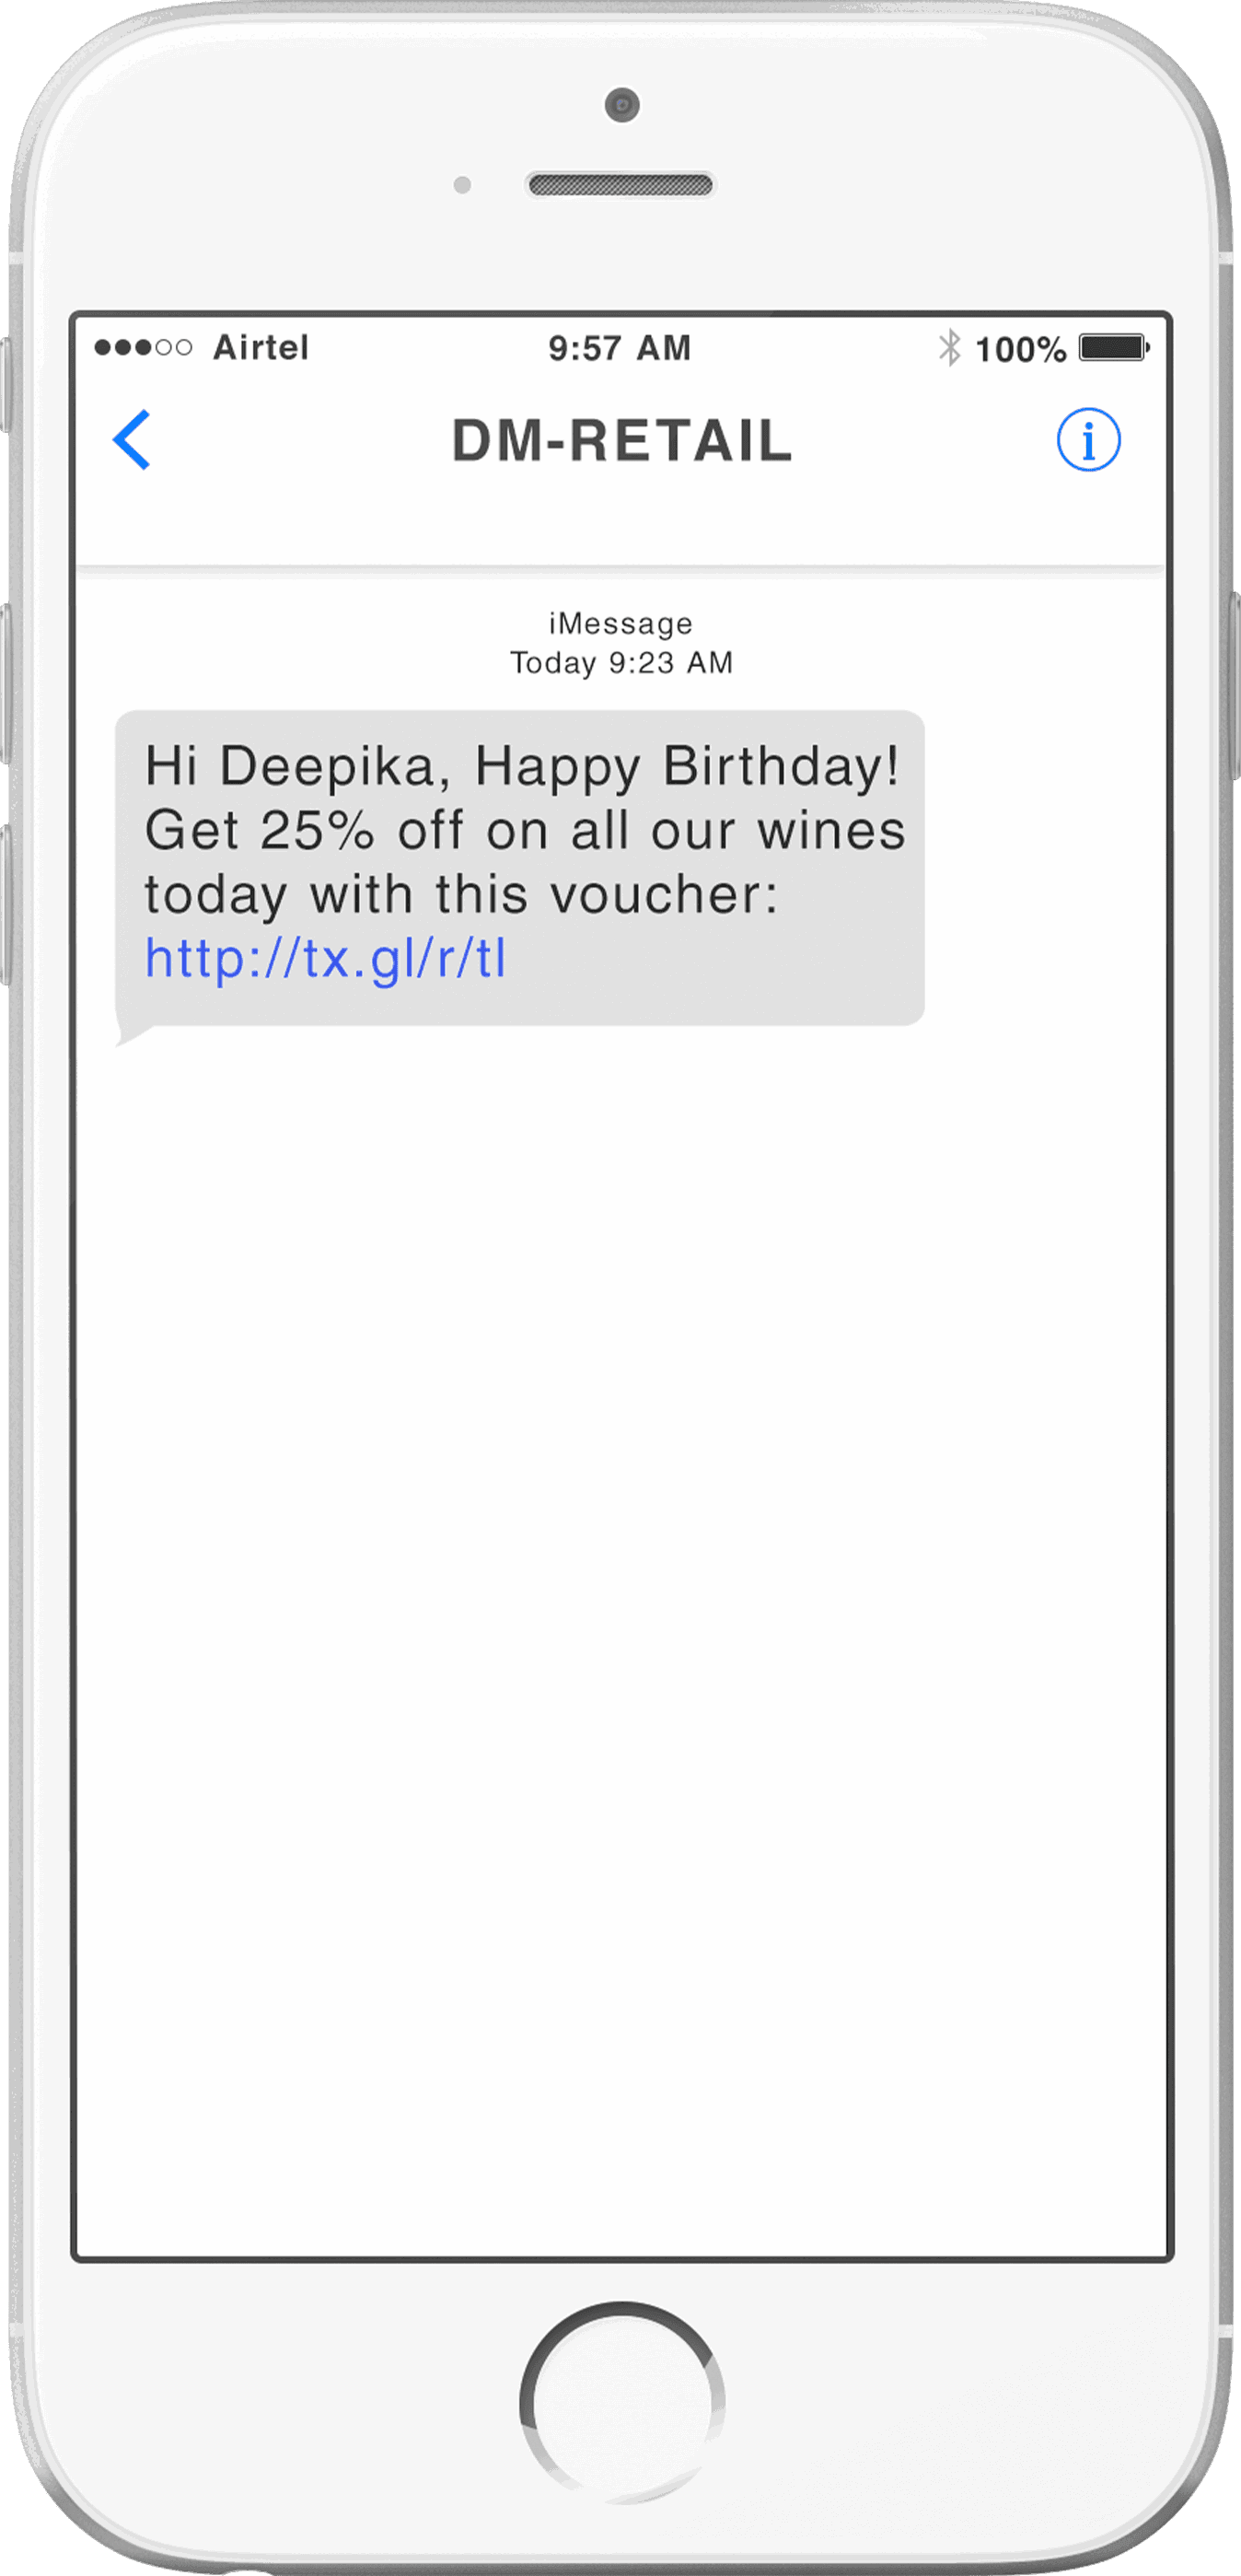 Airtel 9:57 AM 100%
DM-RETAIL
iMessage
Today 9:23 AM
Hi Deepika, Happy Birthday!
Get 25% off on all our wines
today with this voucher:
http://tx.gl/r/tl